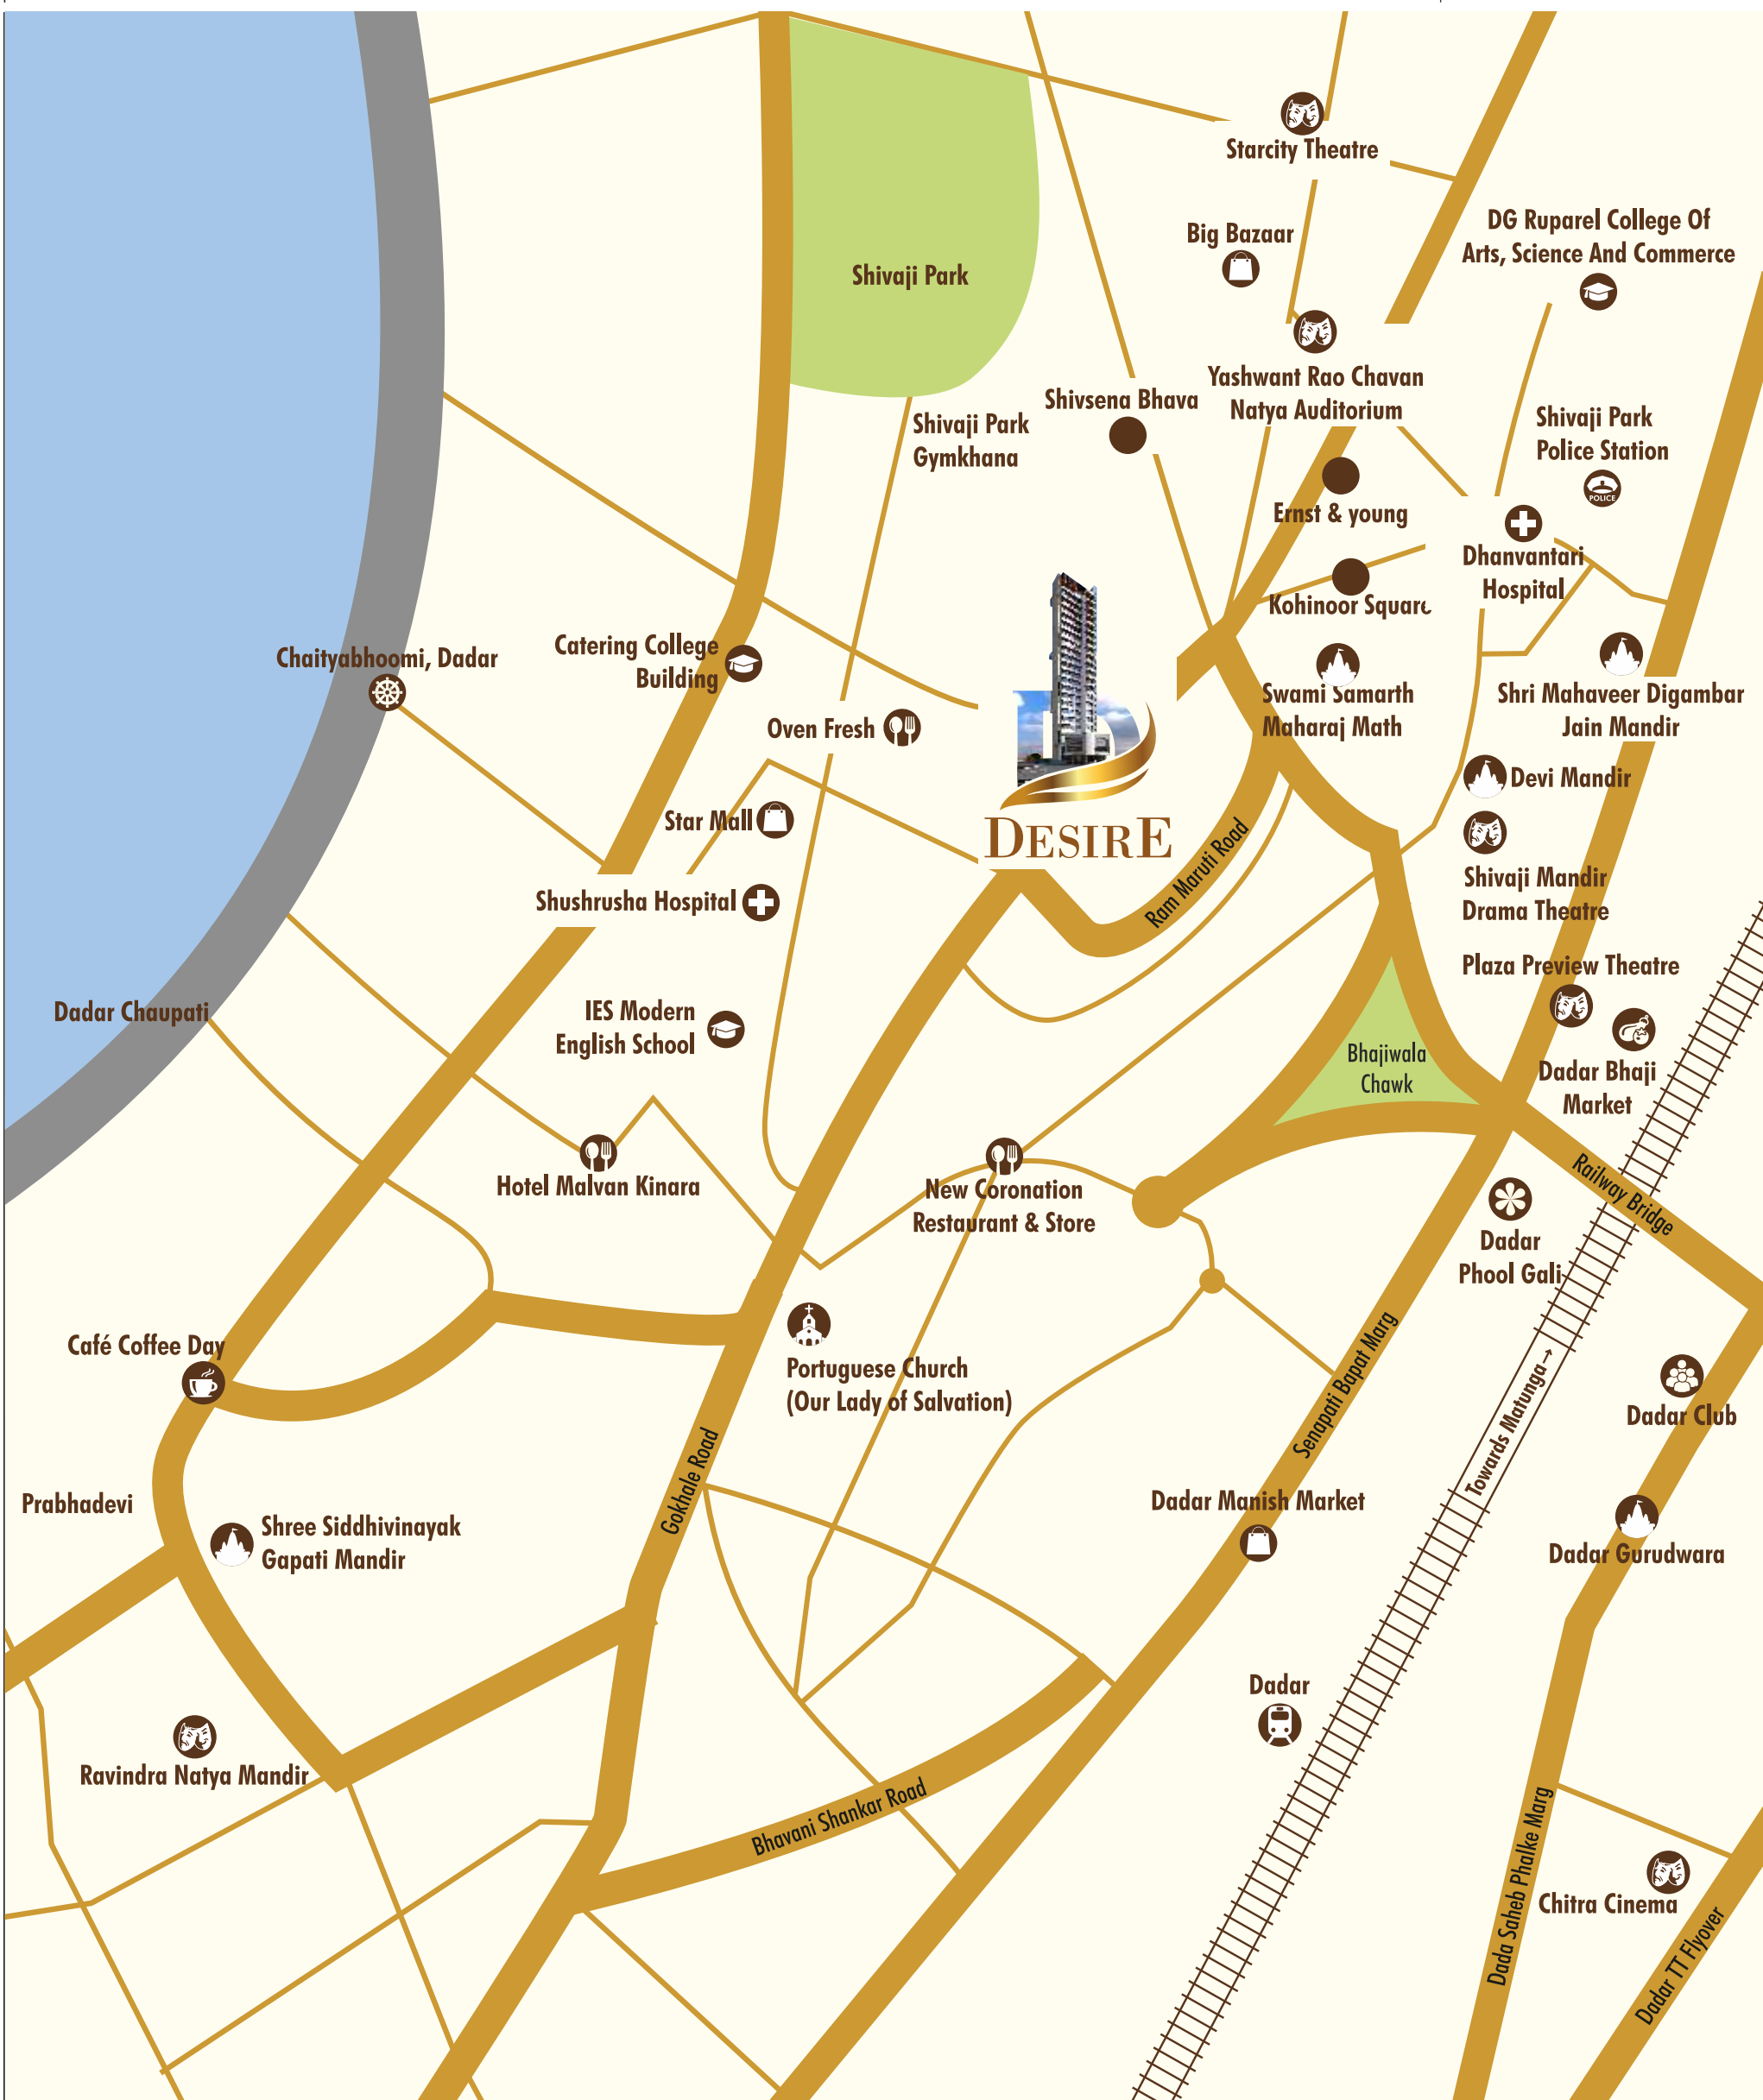 Starcity Theatre
DG Ruparel College Of
Arts, Science And Commerce
Big Bazaar
Shivaji Park
Yashwant Rao Chavan
Natya Auditorium
Shivsena Bhava
Shivaji Park
Gymkhana
Shivaji Park
Police Station
POLICE
Ernst & young
Dhanvantari
Hospital
Kohinoor Square
Catering College
Building
Chaityabhoomi, Dadar
Swami Samarth
Maharaj Math
Shri Mahaveer Digambar
Jain Mandir
Oven Fresh
Devi Mandir
Star Mall
DESIRE
Ram Maruti Road
Shivaji Mandir
Drama Theatre
Shushrusha Hospital
Plaza Preview Theatre
Dadar Chaupati
IES Modern
English School
Bhajiwala
Chawk
Dadar Bhaji
Market
Hotel Malvan Kinara
New Coronation
Restaurant & Store
Railway Bridge
Dadar
Phool Gali
Café Coffee Day
Portuguese Church
(Our Lady of Salvation)
Senapati Bapat Marg
Towards Matunga→
Dadar Club
Gokhale Road
Prabhadevi
Shree Siddhivinayak
Gapati Mandir
Dadar Manish Market
Dadar Gurudwara
Dadar
Ravindra Natya Mandir
Bhavani Shankar Road
Dada Saheb Phalke Marg
Chitra Cinema
Dadar TT Flyover